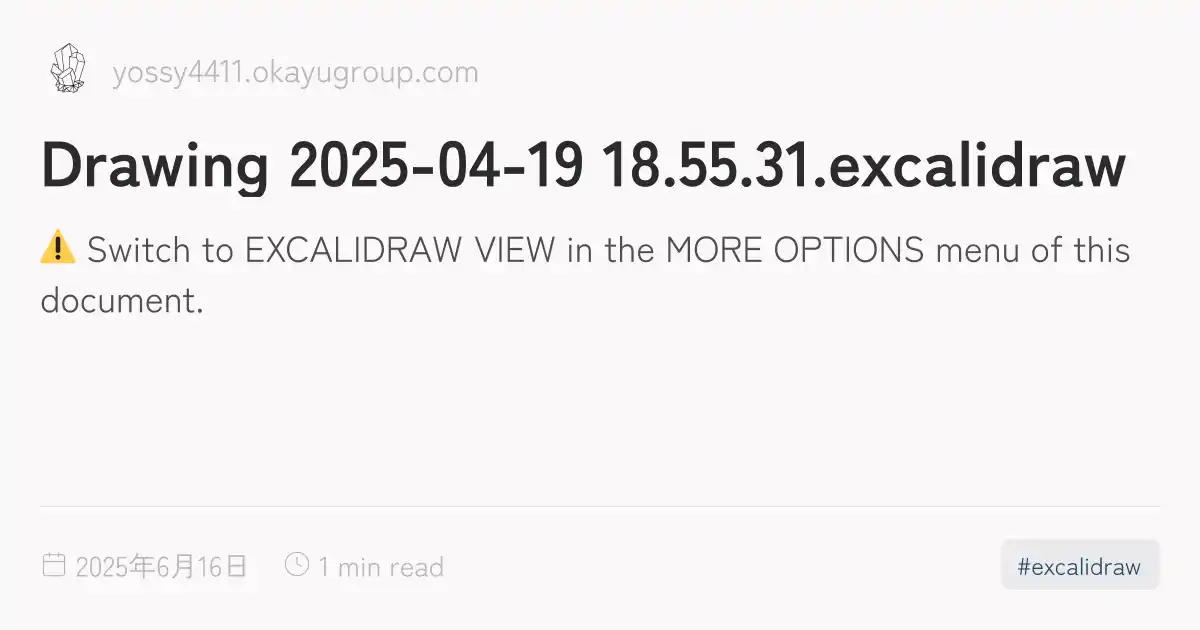 yossy4411.okayugroup.com
Drawing 2025-04-19 18.55.31.excalidraw
⚠️ Switch to EXCALIDRAW VIEW in the MORE OPTIONS menu of this
document.
2025年6月16日 1 min read #excalidraw